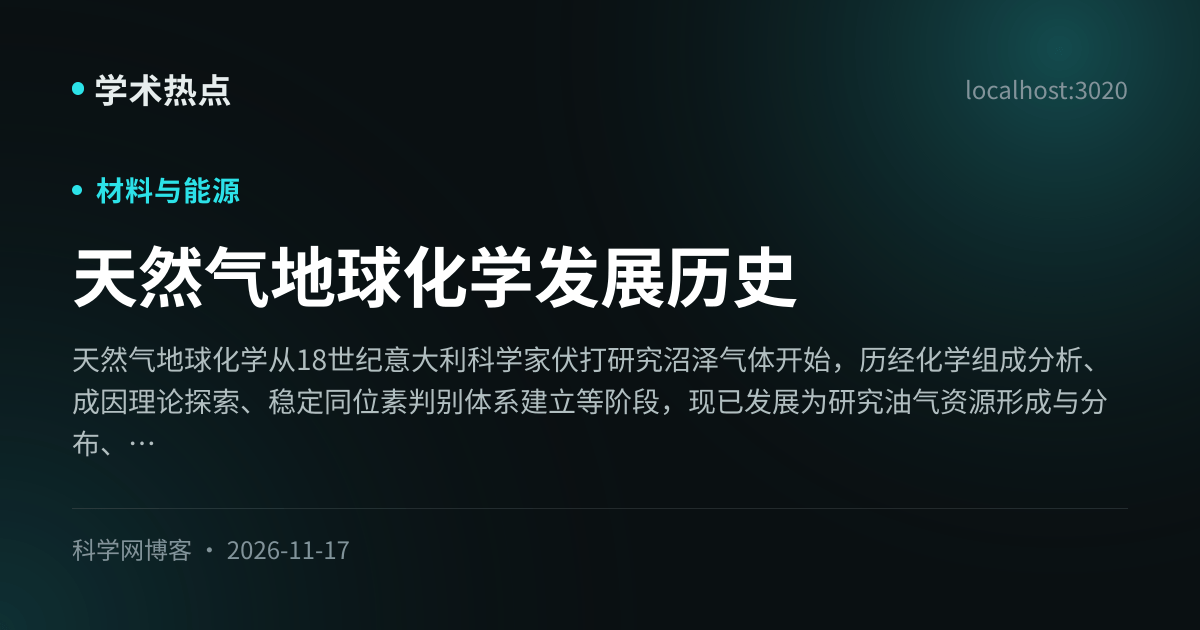 学术热点
localhost:3020
材料与能源
天然气地球化学发展历史
天然气地球化学从18世纪意大利科学家伏打研究沼泽气体开始，历经化学组成分析、
成因理论探索、稳定同位素判别体系建立等阶段，现已发展为研究油气资源形成与分
布、…
科学网博客 · 2026-11-17